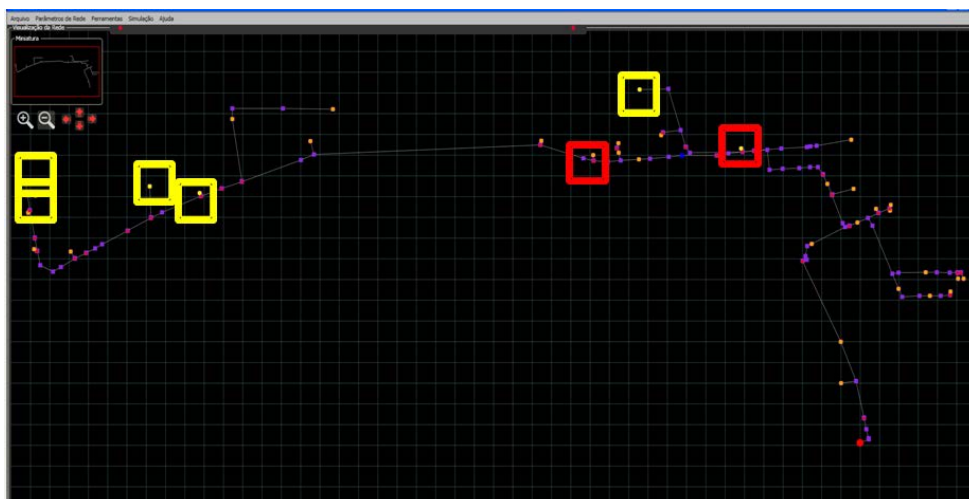 Arquivo Parâmetros de Rede Ferramentas Simulação Ajuda
Visualização da Rede
Miniatura